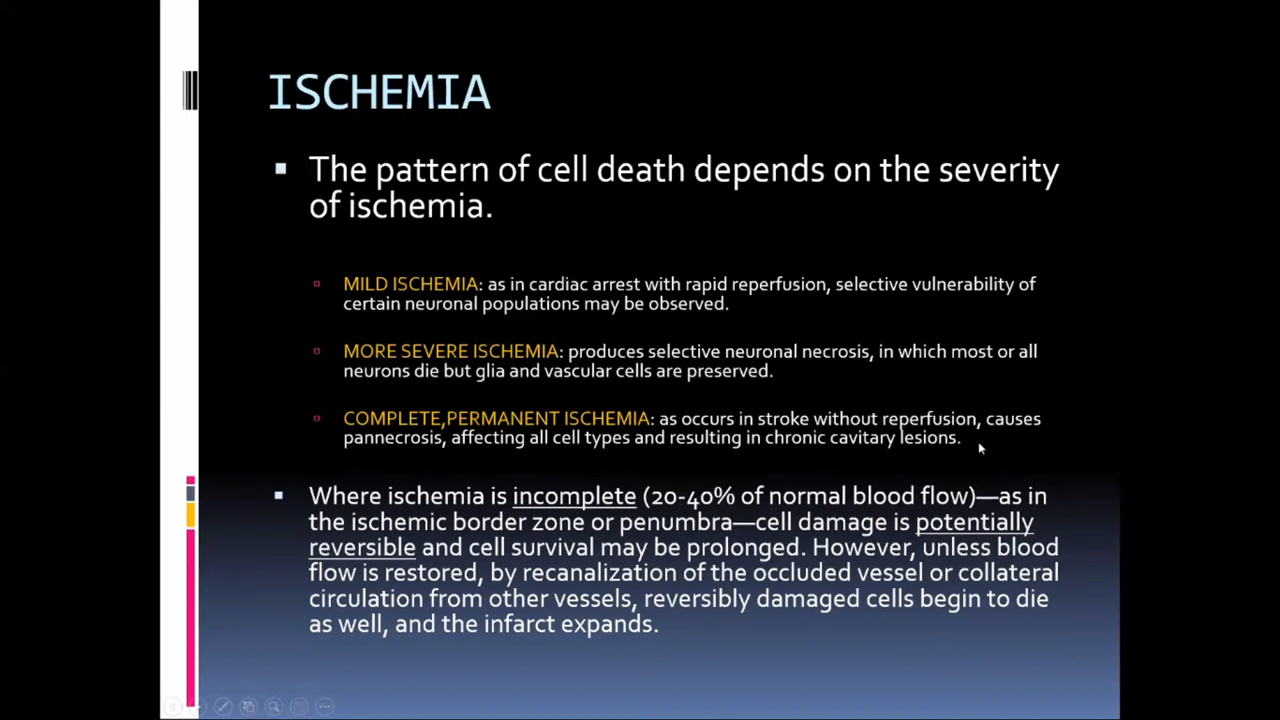 ISCHEMIA
The pattern of cell death depends on the severity
of ischemia.
MILD ISCHEMIA: as in cardiac arrest with rapid reperfusion, selective vulnerability of
certain neuronal populations may be observed.
MORE SEVERE ISCHEMIA: produces selective neuronal necrosis, in which most or all
neurons die but glia and vascular cells are preserved.
COMPLETE,PERMANENT ISCHEMIA: as occurs in stroke without reperfusion, causes
pannecrosis, affecting all cell types and resulting in chronic cavitary lesions.
Where ischemia is incomplete (20-40% of normal blood flow)—as in
the ischemic border zone or penumbra—cell damage is potentially
reversible and cell survival may be prolonged. However, unless blood
flow is restored, by recanalization of the occluded vessel or collateral
circulation from other vessels, reversibly damaged cells begin to die
as well, and the infarct expands.